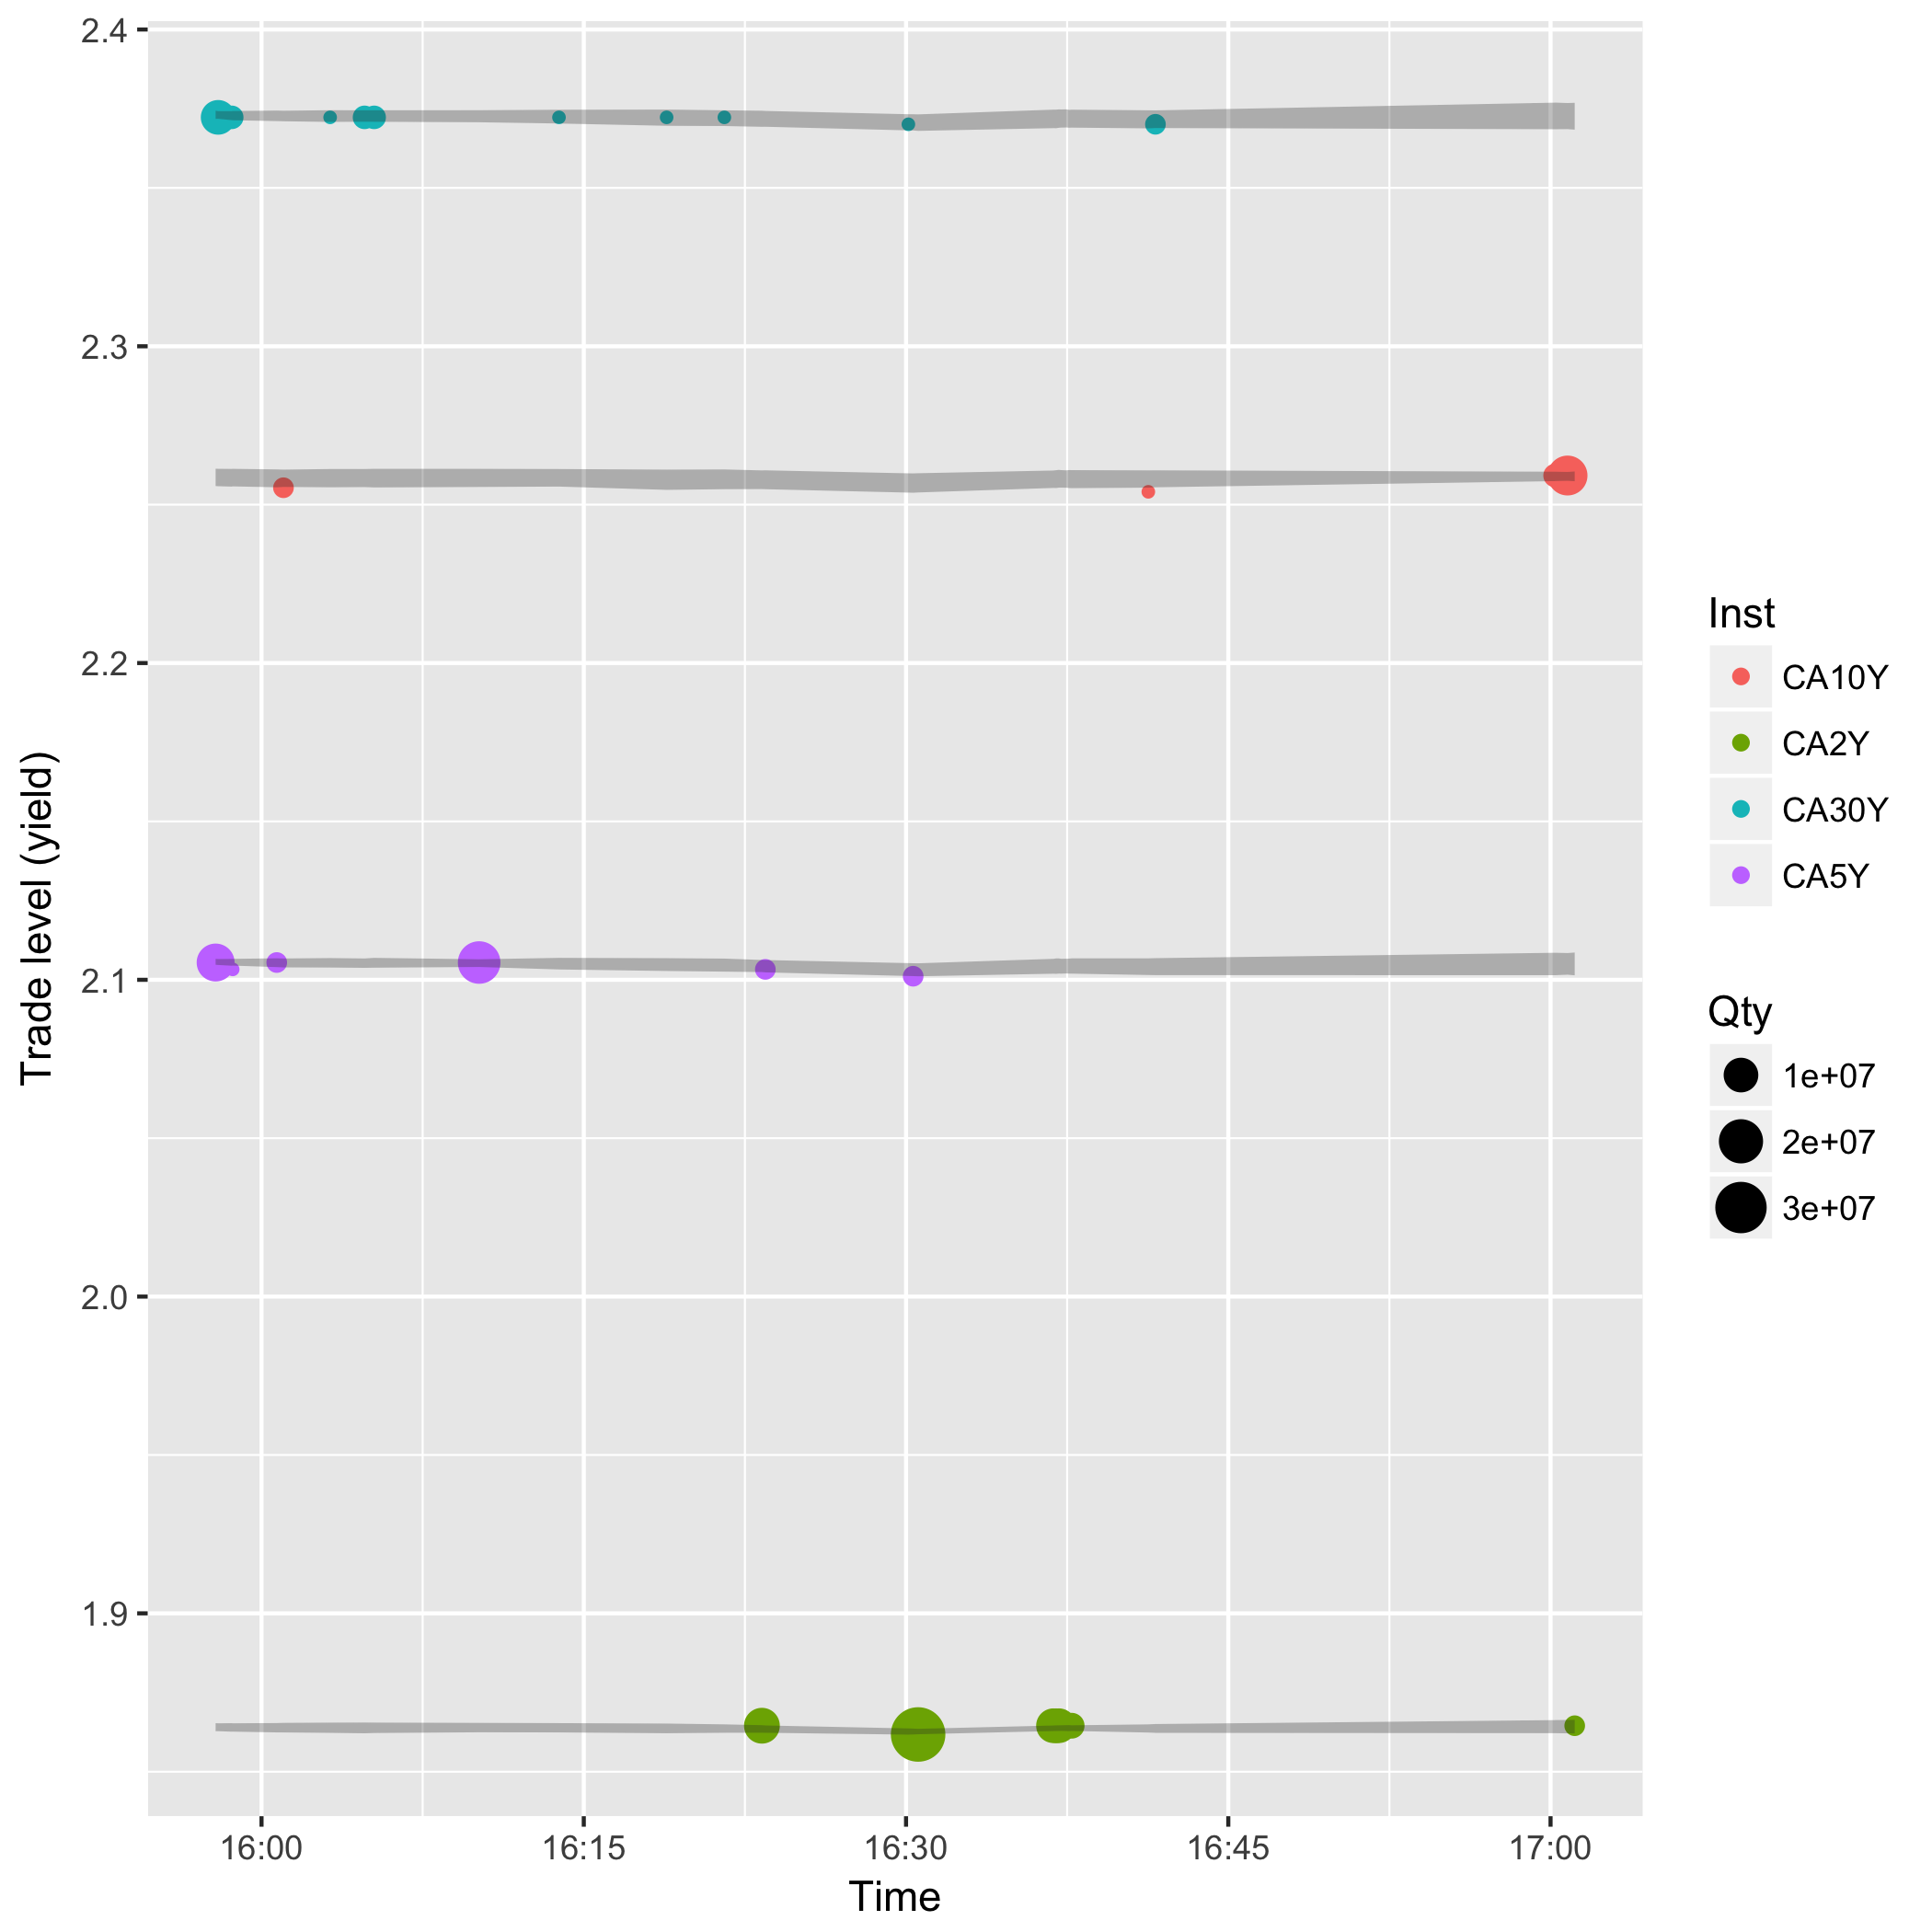 2.4
2.3
2.2
2.1
2.0
1.9
Trade level (yield)
16:00
16:15
16:30
16:45
17:00
Time
Inst
CA10Y
CA2Y
CA30Y
CA5Y
Qty
1e+07
2e+07
3e+07